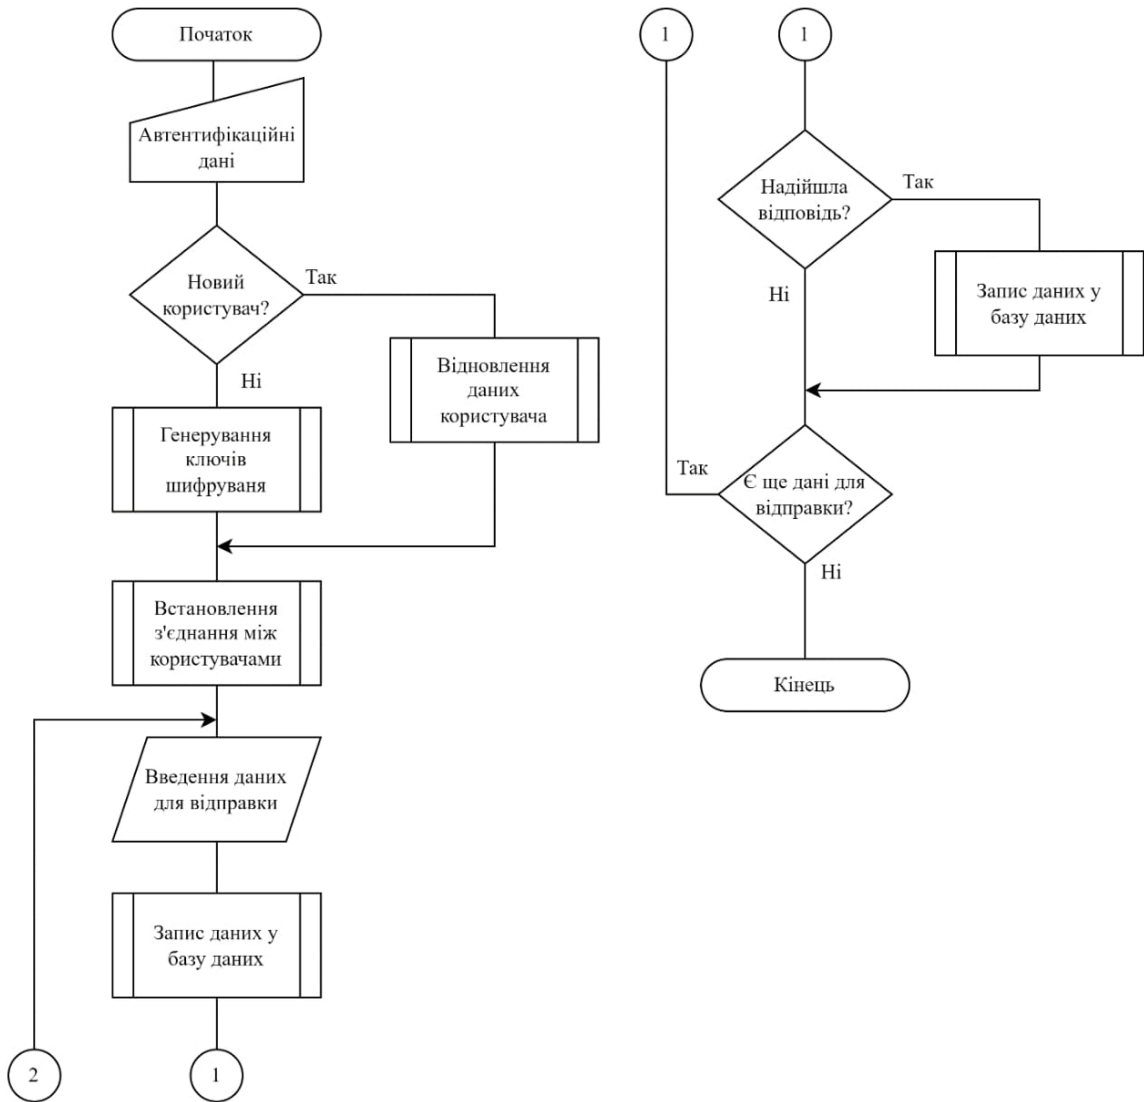 Початок
Автентифікаційні
дані
Новий
користувач?
Так
Ні
Відновлення
даних
користувача
Генерування
ключів
шифруваня
Встановлення
з'єднання між
користувачами
Введення даних
для відправки
Запис даних у
базу даних
2
1
1
1
Надійшла
відповідь?
Так
Ні
Запис даних у
базу даних
Є ще дані для
відправки?
Так
Ні
Кінець